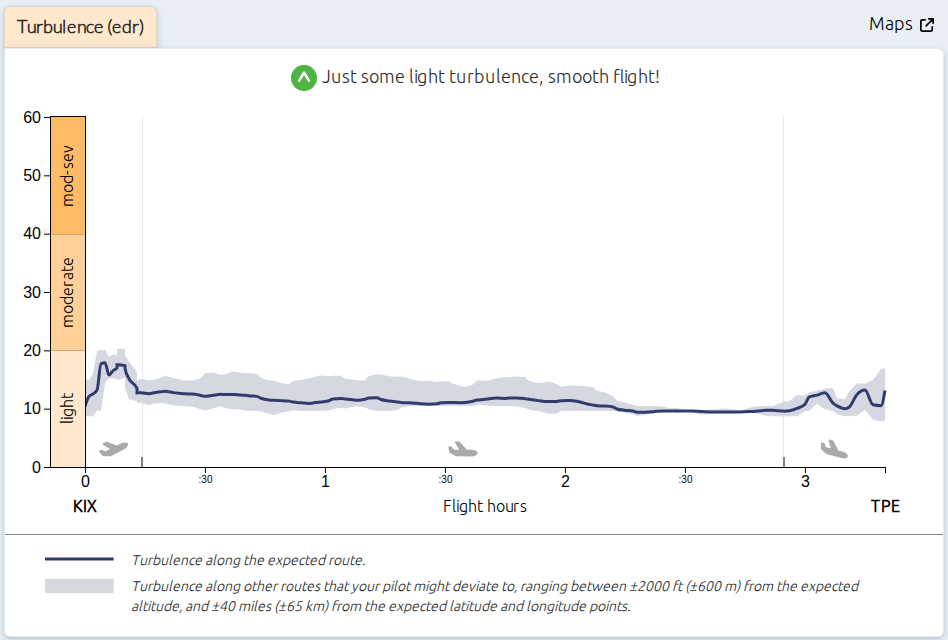 Turbulence (edr)
Maps
Just some light turbulence, smooth flight!
60
50
40
30
20
10
0
mod-sev
moderate
light
0 :30 1 :30 2 :30 3
KIX Flight hours TPE
Turbulence along the expected route.
Turbulence along other routes that your pilot might deviate to, ranging between ±2000 ft (±600 m) from the expected
altitude, and ±40 miles (±65 km) from the expected latitude and longitude points.